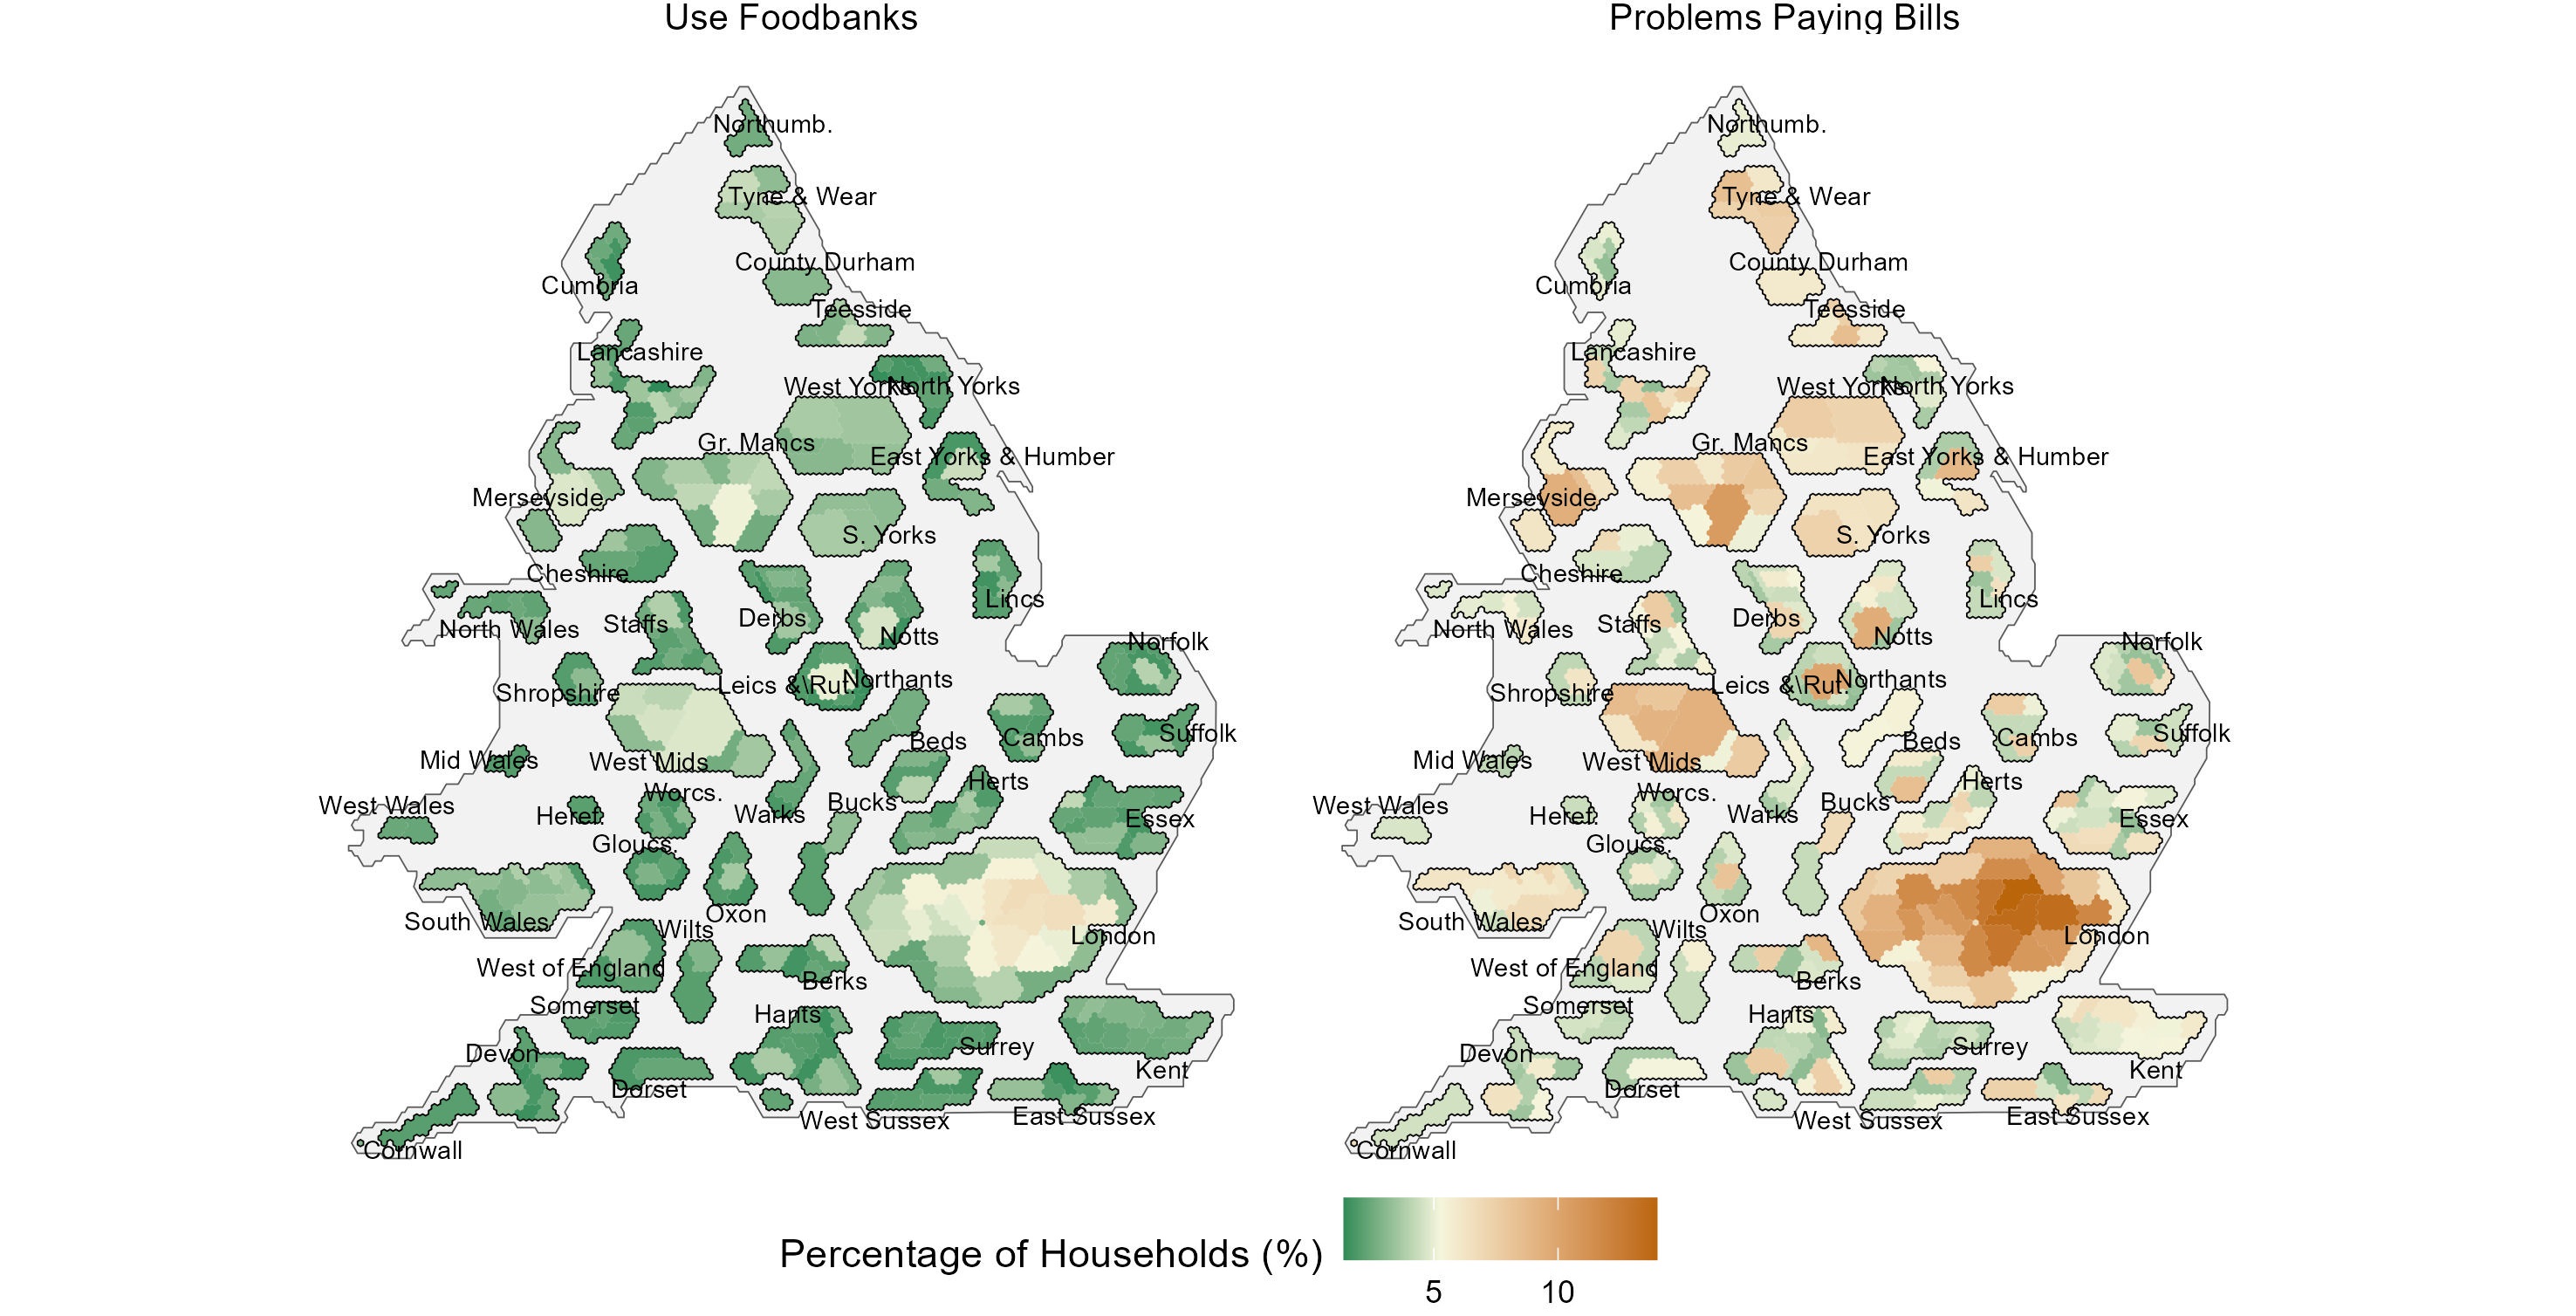 Use Foodbanks
Northumb.
Tyne & Wear
County Durham
Cumbria
Teesside
Lancashire
West Yorks
North Yorks
Gr. Mancs
East Yorks & Humber
Merseyside
S. Yorks
Cheshire
Lincs
North Wales
Staffs
Derbs
Notts
Norfolk
Shropshire
Leics &\Rut.
Northants
Mid Wales
West Mids
Beds
Cambs
Suffolk
West Wales
Heref.
Worcs.
Warks
Bucks
Herts
Essex
Gloucs.
South Wales
Oxon
Wilts
London
West of England
Berks
Somerset
Hants
Devon
Surrey
Kent
Dorset
West Sussex
East Sussex
Cornwall
Problems Paying Bills
Northumb.
Tyne & Wear
County Durham
Cumbria
Teesside
Lancashire
West Yorks
North Yorks
Gr. Mancs
East Yorks & Humber
Merseyside
S. Yorks
Cheshire
Lincs
North Wales
Staffs
Derbs
Notts
Norfolk
Shropshire
Leics &\Rut.
Northants
Mid Wales
West Mids
Beds
Cambs
Suffolk
West Wales
Heref.
Worcs.
Warks
Bucks
Herts
Essex
Gloucs.
South Wales
Oxon
Wilts
London
West of England
Berks
Somerset
Hants
Devon
Surrey
Kent
Dorset
West Sussex
East Sussex
Cornwall
Percentage of Households (%)
5 10